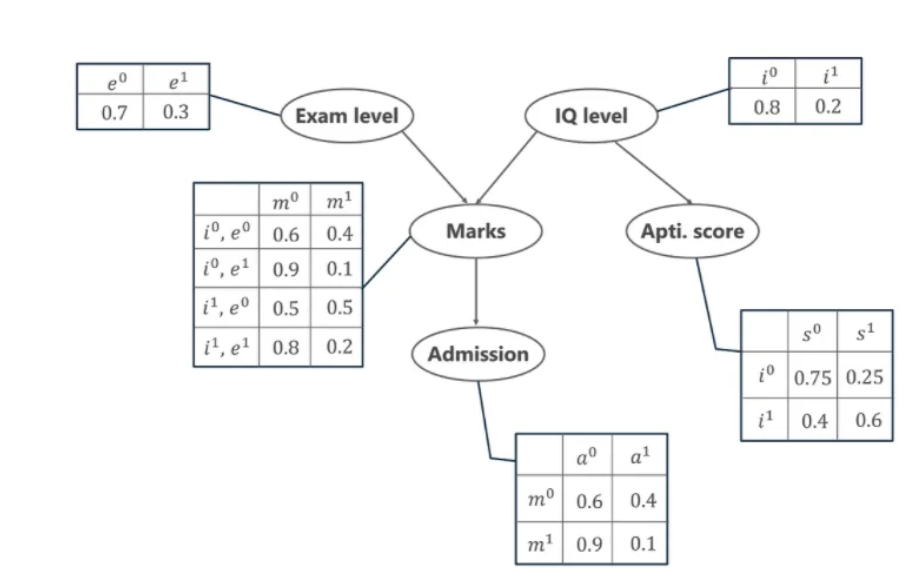 e⁰ e¹
0.7 0.3
Exam level
IQ level
i⁰ i¹
0.8 0.2
m⁰ m¹
i⁰, e⁰ 0.6 0.4
i⁰, e¹ 0.9 0.1
i¹, e⁰ 0.5 0.5
i¹, e¹ 0.8 0.2
Marks
Apti. score
Admission
s⁰ s¹
i⁰ 0.75 0.25
i¹ 0.4 0.6
a⁰ a¹
m⁰ 0.6 0.4
m¹ 0.9 0.1